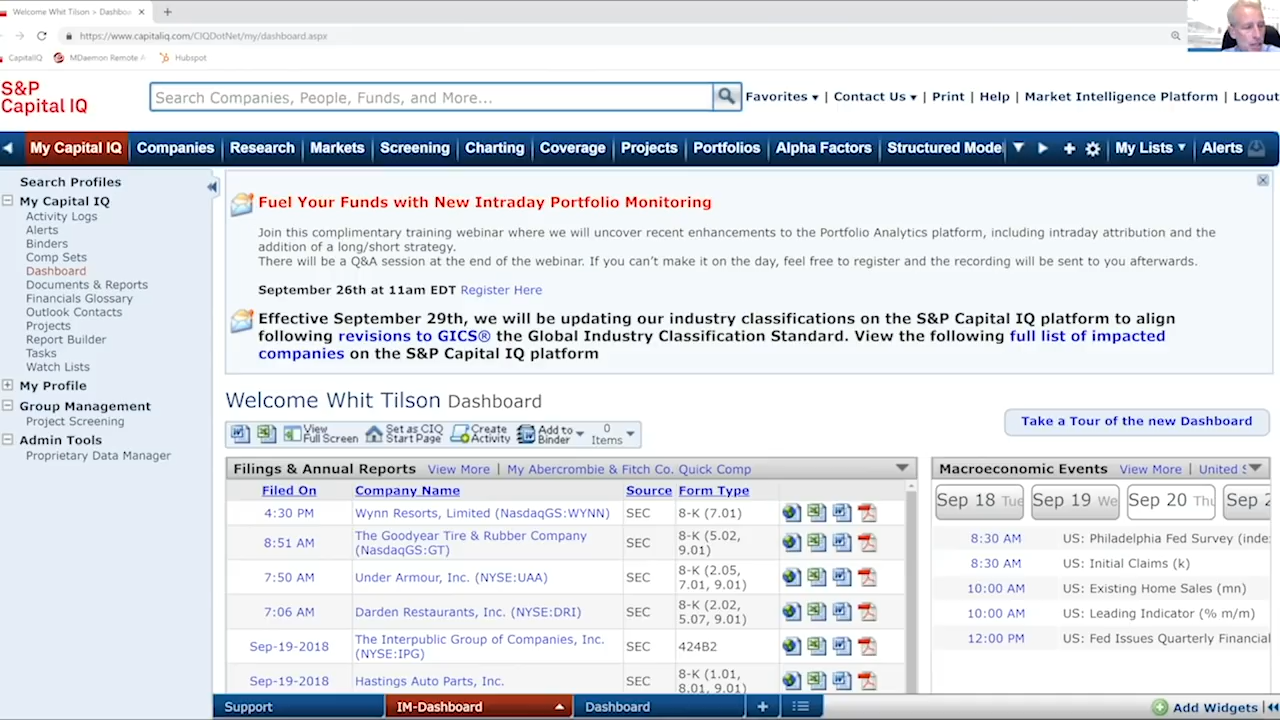 Welcome Whit Tilson > Dashboa
https://www.capitaliq.com/CIQDotNet/my/dashboard.aspx
CapitalIQ MDaemon Remote A Hubspot
S&P
Capital IQ
Search Companies, People, Funds, and More...
Favorites Contact Us | Print | Help | Market Intelligence Platform | Logout
My Capital IQ Companies Research Markets Screening Charting Coverage Projects Portfolios Alpha Factors Structured Mode My Lists Alerts
Search Profiles
My Capital IQ
Activity Logs
Alerts
Binders
Comp Sets
Dashboard
Documents & Reports
Financials Glossary
Outlook Contacts
Projects
Report Builder
Tasks
Watch Lists
My Profile
Group Management
Project Screening
Admin Tools
Proprietary Data Manager
Fuel Your Funds with New Intraday Portfolio Monitoring
Join this complimentary training webinar where we will uncover recent enhancements to the Portfolio Analytics platform, including intraday attribution and the
addition of a long/short strategy.
There will be a Q&A session at the end of the webinar. If you can't make it on the day, feel free to register and the recording will be sent to you afterwards.
September 26th at 11am EDT Register Here
Effective September 29th, we will be updating our industry classifications on the S&P Capital IQ platform to align
following revisions to GICS® the Global Industry Classification Standard. View the following full list of impacted
companies on the S&P Capital IQ platform
Welcome Whit Tilson Dashboard
Take a Tour of the new Dashboard
View
Full Screen
Set as CIQ
Start Page
Create
Activity
Add to
Binder
0
Items
Filings & Annual Reports View More | My Abercrombie & Fitch Co. Quick Comp
Filed On Company Name Source Form Type
4:30 PM Wynn Resorts, Limited (NasdaqGS:WYNN) SEC 8-K (7.01)
8:51 AM The Goodyear Tire & Rubber Company SEC 8-K (5.02,
(NasdaqGS:GT) 9.01)
7:50 AM Under Armour, Inc. (NYSE:UAA) SEC 8-K (2.05,
7.01, 9.01)
7:06 AM Darden Restaurants, Inc. (NYSE:DRI) SEC 8-K (2.02,
5.07, 9.01)
Sep-19-2018 The Interpublic Group of Companies, Inc. SEC 424B2
(NYSE:IPG)
Sep-19-2018 Hastings Auto Parts, Inc. SEC 8-K (1.01,
8.01, 9.01)
Macroeconomic Events View More | United S
Sep 18 Tue Sep 19 We Sep 20 Thu Sep 2
8:30 AM US: Philadelphia Fed Survey (inde
8:30 AM US: Initial Claims (k)
10:00 AM US: Existing Home Sales (mn)
10:00 AM US: Leading Indicator (% m/m)
12:00 PM US: Fed Issues Quarterly Financial
Support IM-Dashboard Dashboard Add Widgets